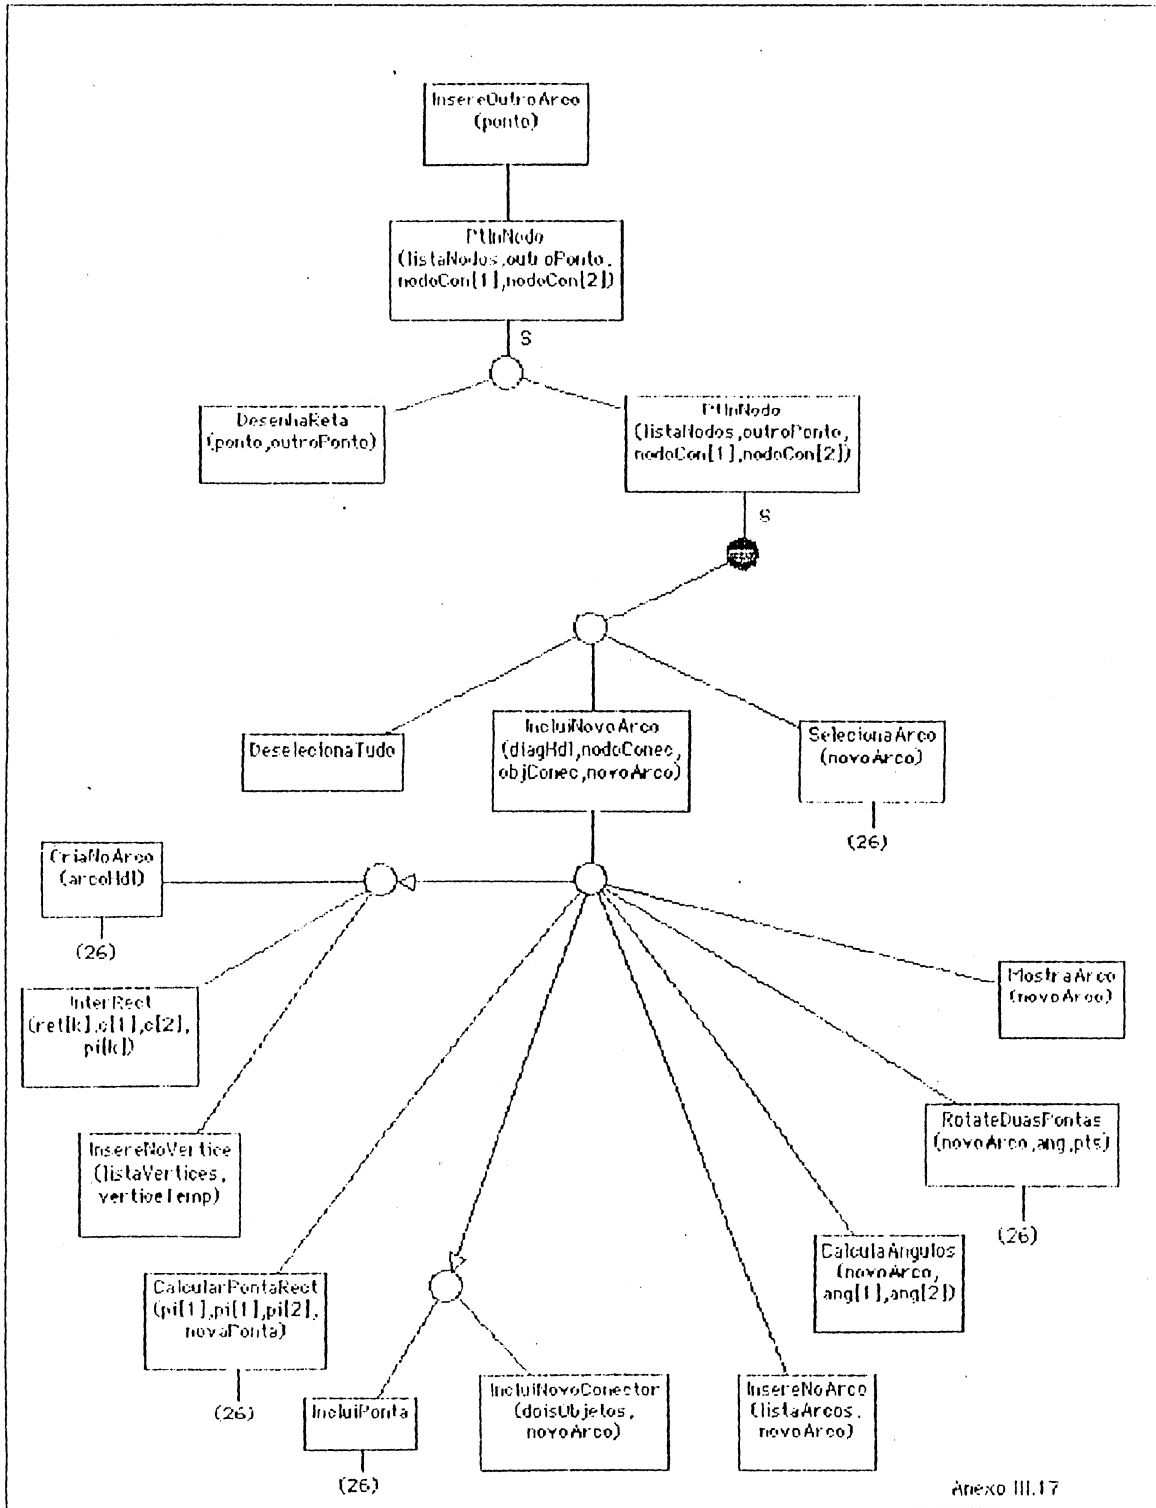 InsereOutroArco
(ponto)
PtInNodo
(listaNodos,outroPonto,
nodoCon[1],nodoCon[2])
S
DesenhaReta
(ponto,outroPonto)
PtInNodo
(listaNodos,outroPonto,
nodoCon[1],nodoCon[2])
S
DeselecionaTudo
IncluiNovoArco
(diagHdl,nodoConec,
objConec,novoArco)
SelecionaArco
(novoArco)
(26)
CriaNoArco
(arcoHdl)
(26)
InterRect
(ret[k],c[1],c[2],
pi[k])
MostraArco
(novoArco)
InsereNoVertice
(listaVertices,
verticeTemp)
RotateDuasPontas
(novoArco,ang,pts)
(26)
CalculaAngulos
(novoArco,
ang[1],ang[2])
CalcularPontaRect
(pi[1],pi[1],pi[2],
novaPonta)
(26)
IncluiPonta
(26)
IncluiNovoConector
(doisObjetos,
novoArco)
InsereNoArco
(listaArcos,
novoArco)
Anexo III.17